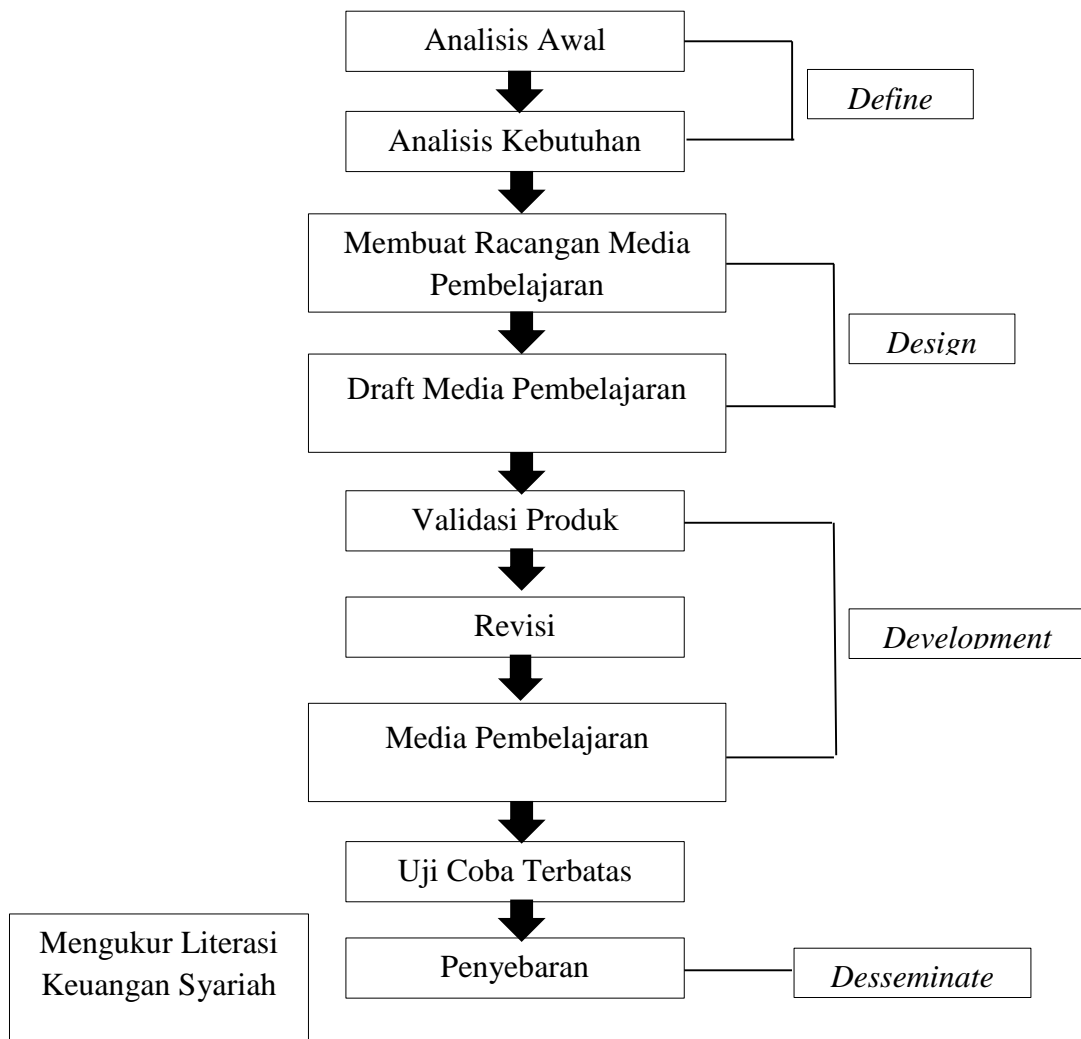 Analisis Awal
Define
Analisis Kebutuhan
Membuat Racangan Media
Pembelajaran
Design
Draft Media Pembelajaran
Validasi Produk
Revisi
Development
Media Pembelajaran
Uji Coba Terbatas
Mengukur Literasi
Keuangan Syariah
Penyebaran
Desseminate